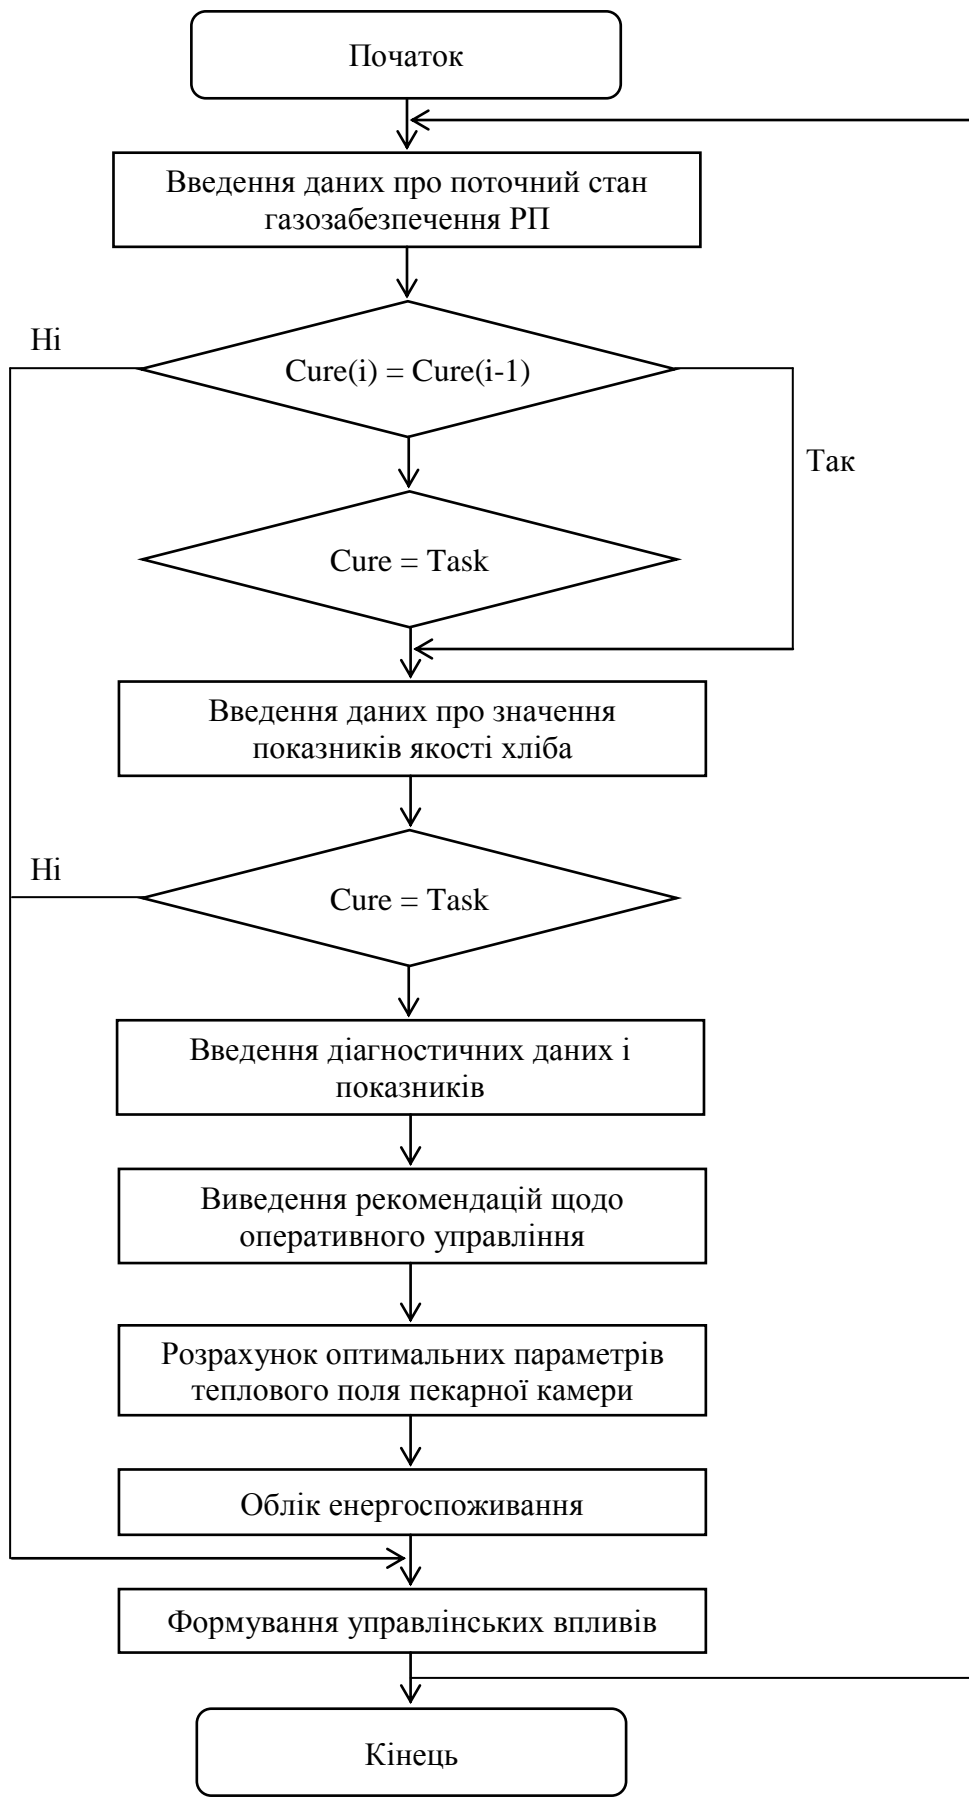 Початок
Введення даних про поточний стан
газозабезпечення РП
Ні
Cure(i) = Cure(i-1)
Так
Cure = Task
Введення даних про значення
показників якості хліба
Ні
Cure = Task
Введення діагностичних даних і
показників
Виведення рекомендацій щодо
оперативного управління
Розрахунок оптимальних параметрів
теплового поля пекарної камери
Облік енергоспоживання
Формування управлінських впливів
Кінець